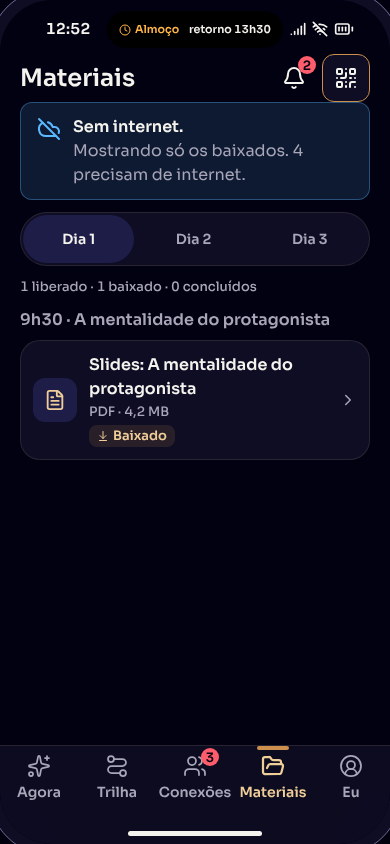 12:52
Almoço retorno 13h30
Materiais
2
Sem internet.
Mostrando só os baixados. 4
precisam de internet.
Dia 1
Dia 2
Dia 3
1 liberado · 1 baixado · 0 concluídos
9h30 · A mentalidade do protagonista
Slides: A mentalidade do
protagonista
PDF · 4,2 MB
Baixado
3
Agora
Trilha
Conexões
Materiais
Eu